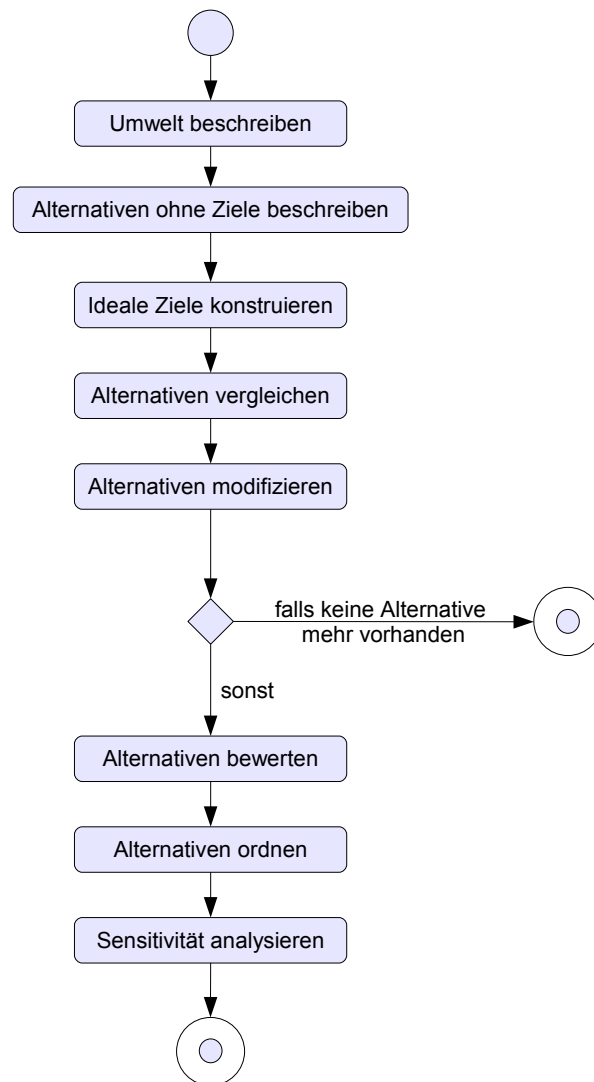 Umwelt beschreiben
Alternativen ohne Ziele beschreiben
Ideale Ziele konstruieren
Alternativen vergleichen
Alternativen modifizieren
falls keine Alternative
mehr vorhanden
sonst
Alternativen bewerten
Alternativen ordnen
Sensitivität analysieren